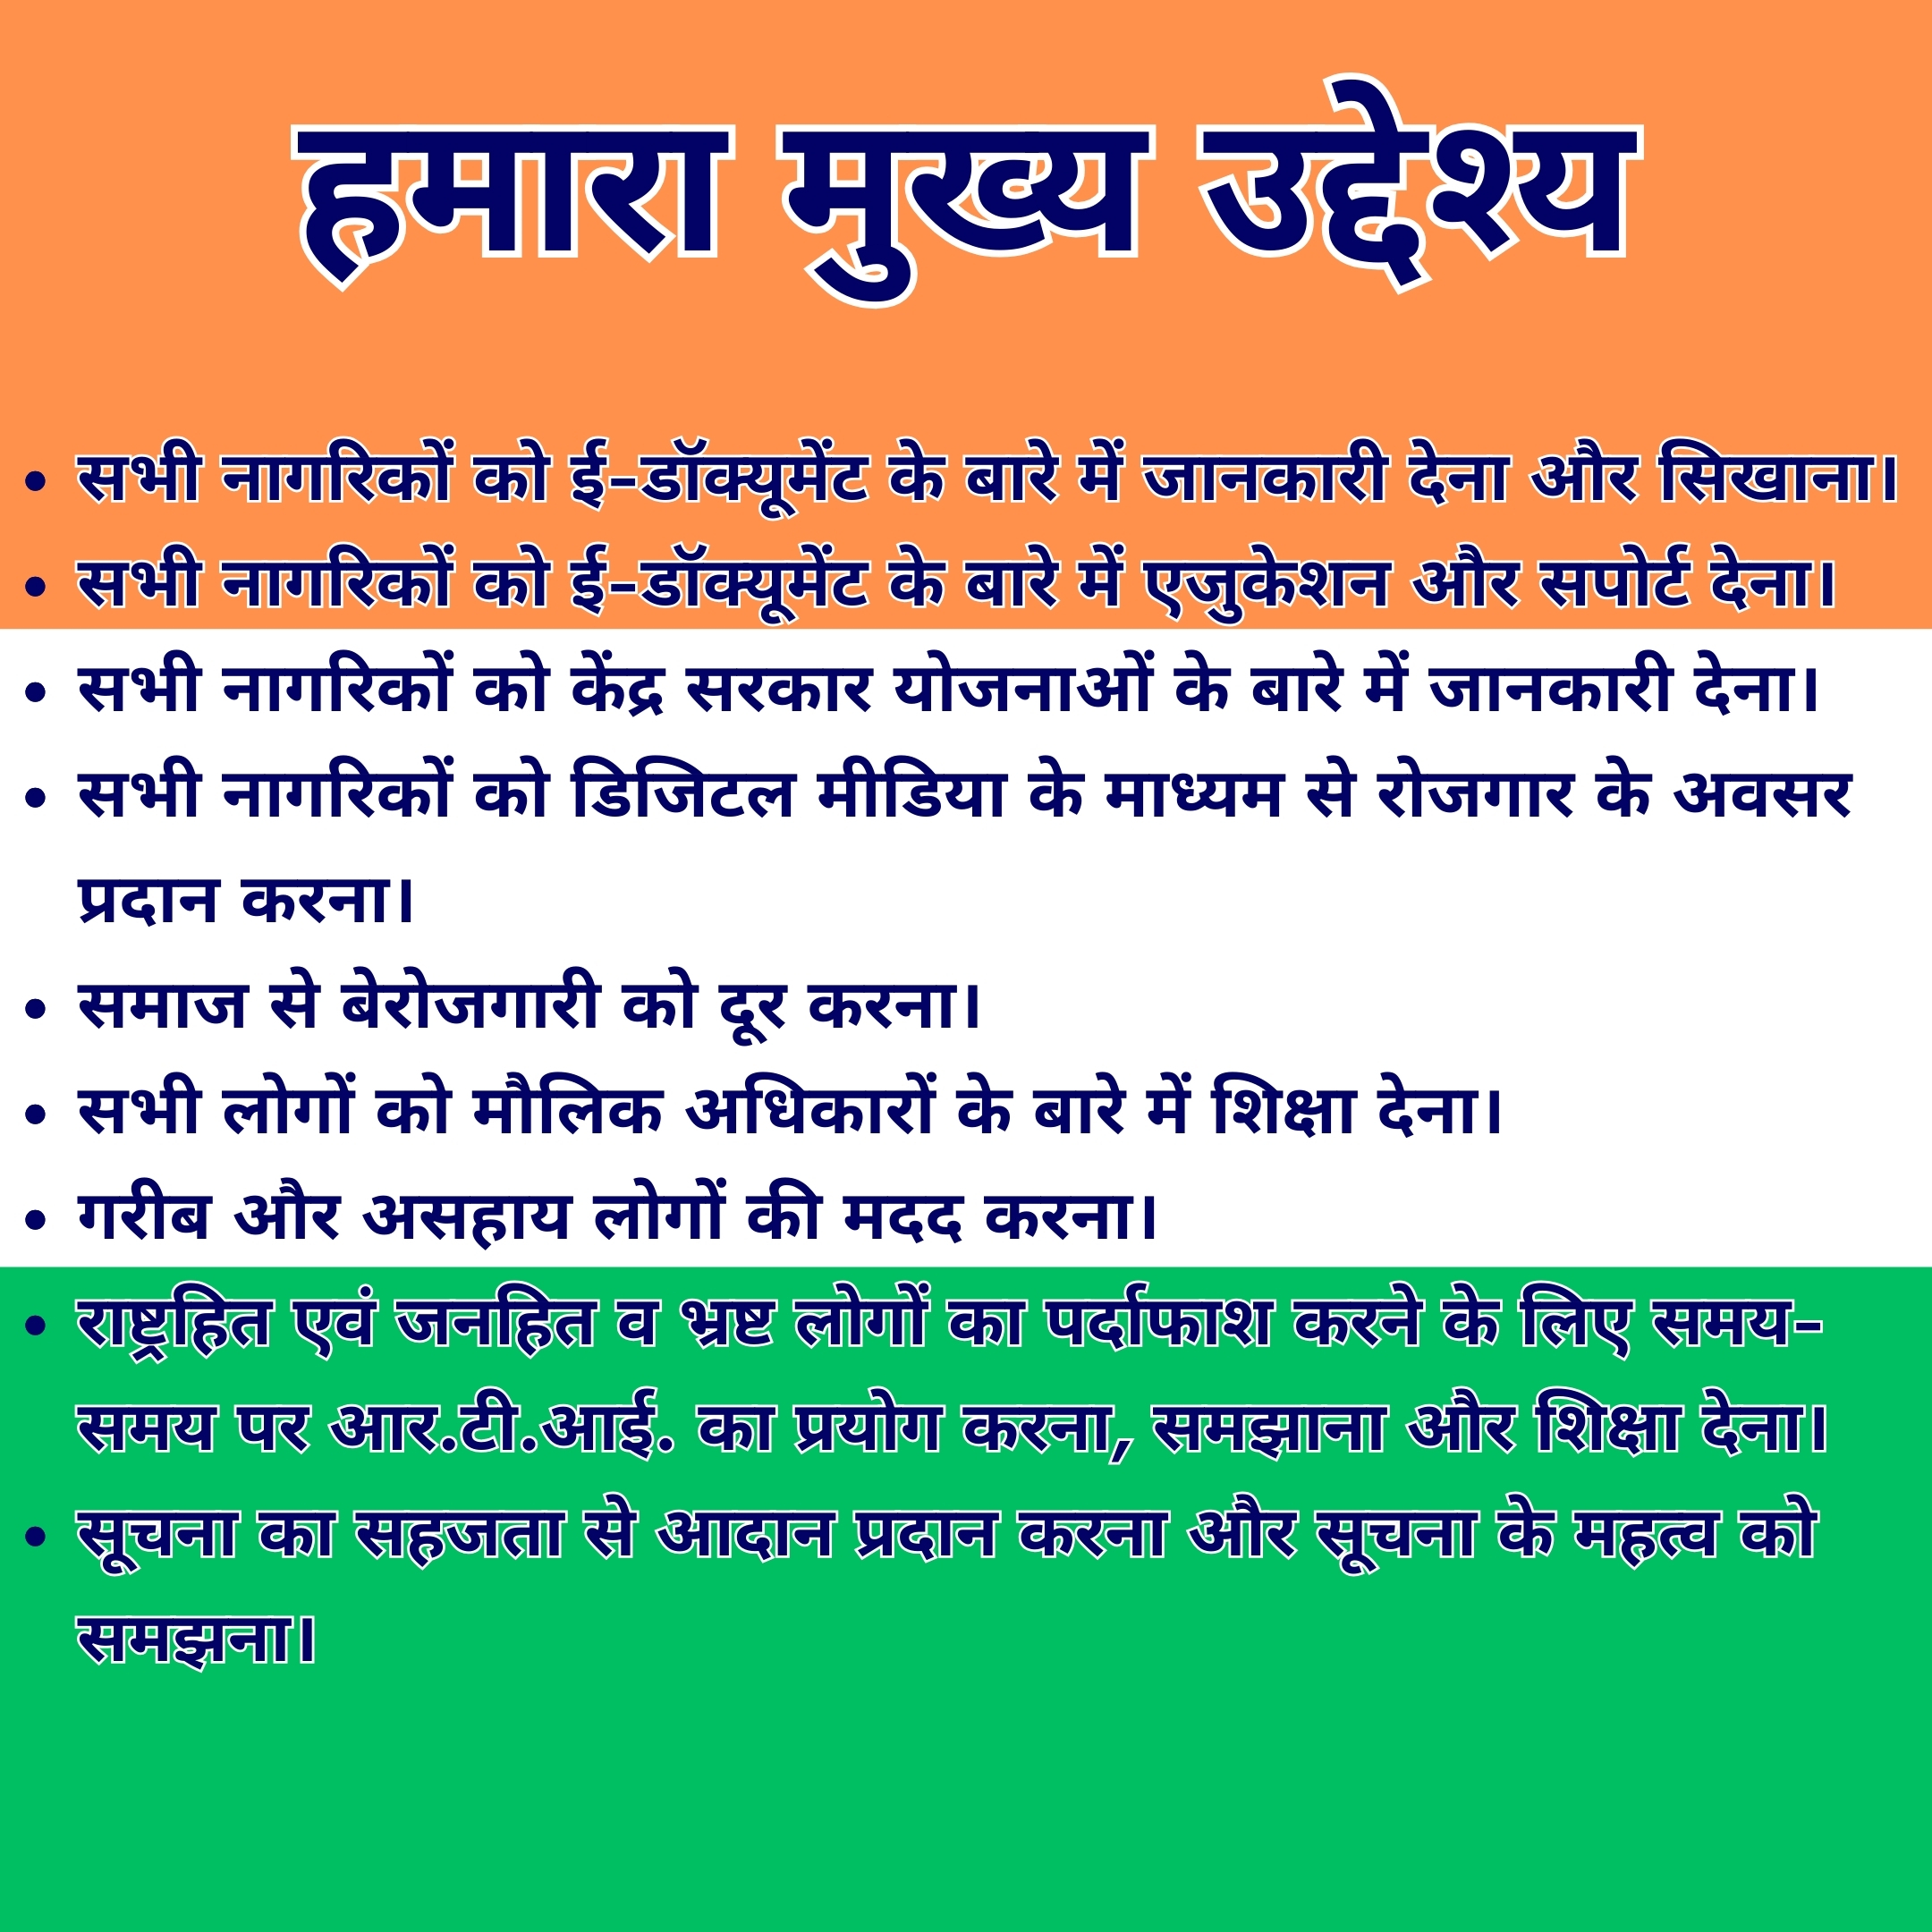 हमारा मुख्य उद्देश्य
• सभी नागरिकों को ई-डॉक्यूमेंट के बारे में जानकारी देना और सिखाना।
• सभी नागरिकों को ई-डॉक्यूमेंट के बारे में एजुकेशन और सपोर्ट देना।
• सभी नागरिकों को केंद्र सरकार योजनाओं के बारे में जानकारी देना।
• सभी नागरिकों को डिजिटल मीडिया के माध्यम से रोजगार के अवसर
प्रदान करना।
• समाज से बेरोजगारी को दूर करना।
• सभी लोगों को मौलिक अधिकारों के बारे में शिक्षा देना।
• गरीब और असहाय लोगों की मदद करना।
• राष्ट्रहित एवं जनहित व भ्रष्ट लोगों का पर्दाफाश करने के लिए समय-
समय पर आर.टी.आई. का प्रयोग करना, समझाना और शिक्षा देना।
• सूचना का सहजता से आदान प्रदान करना और सूचना के महत्व को
समझना।